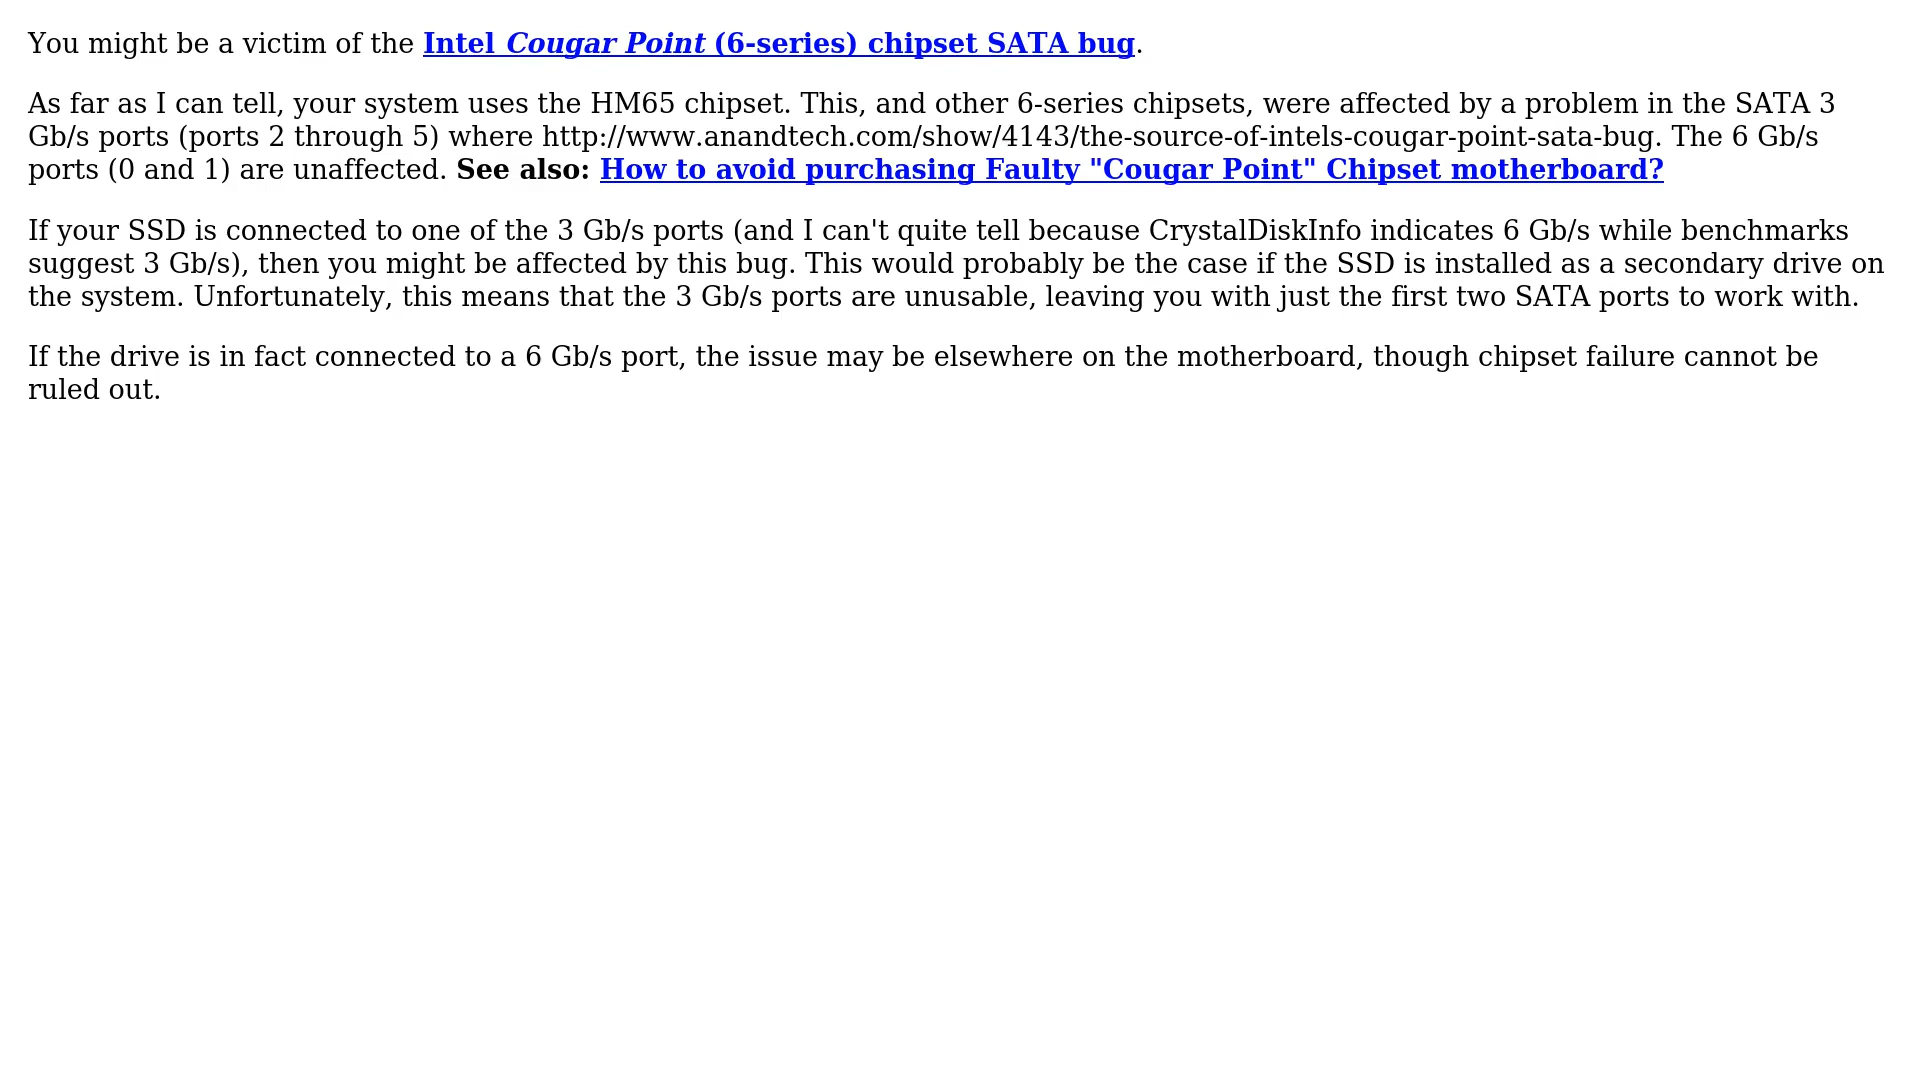 You might be a victim of the Intel Cougar Point (6-series) chipset SATA bug.
As far as I can tell, your system uses the HM65 chipset. This, and other 6-series chipsets, were affected by a problem in the SATA 3
Gb/s ports (ports 2 through 5) where http://www.anandtech.com/show/4143/the-source-of-intels-cougar-point-sata-bug. The 6 Gb/s
ports (0 and 1) are unaffected. See also: How to avoid purchasing Faulty "Cougar Point" Chipset motherboard?
If your SSD is connected to one of the 3 Gb/s ports (and I can't quite tell because CrystalDiskInfo indicates 6 Gb/s while benchmarks
suggest 3 Gb/s), then you might be affected by this bug. This would probably be the case if the SSD is installed as a secondary drive on
the system. Unfortunately, this means that the 3 Gb/s ports are unusable, leaving you with just the first two SATA ports to work with.
If the drive is in fact connected to a 6 Gb/s port, the issue may be elsewhere on the motherboard, though chipset failure cannot be
ruled out.